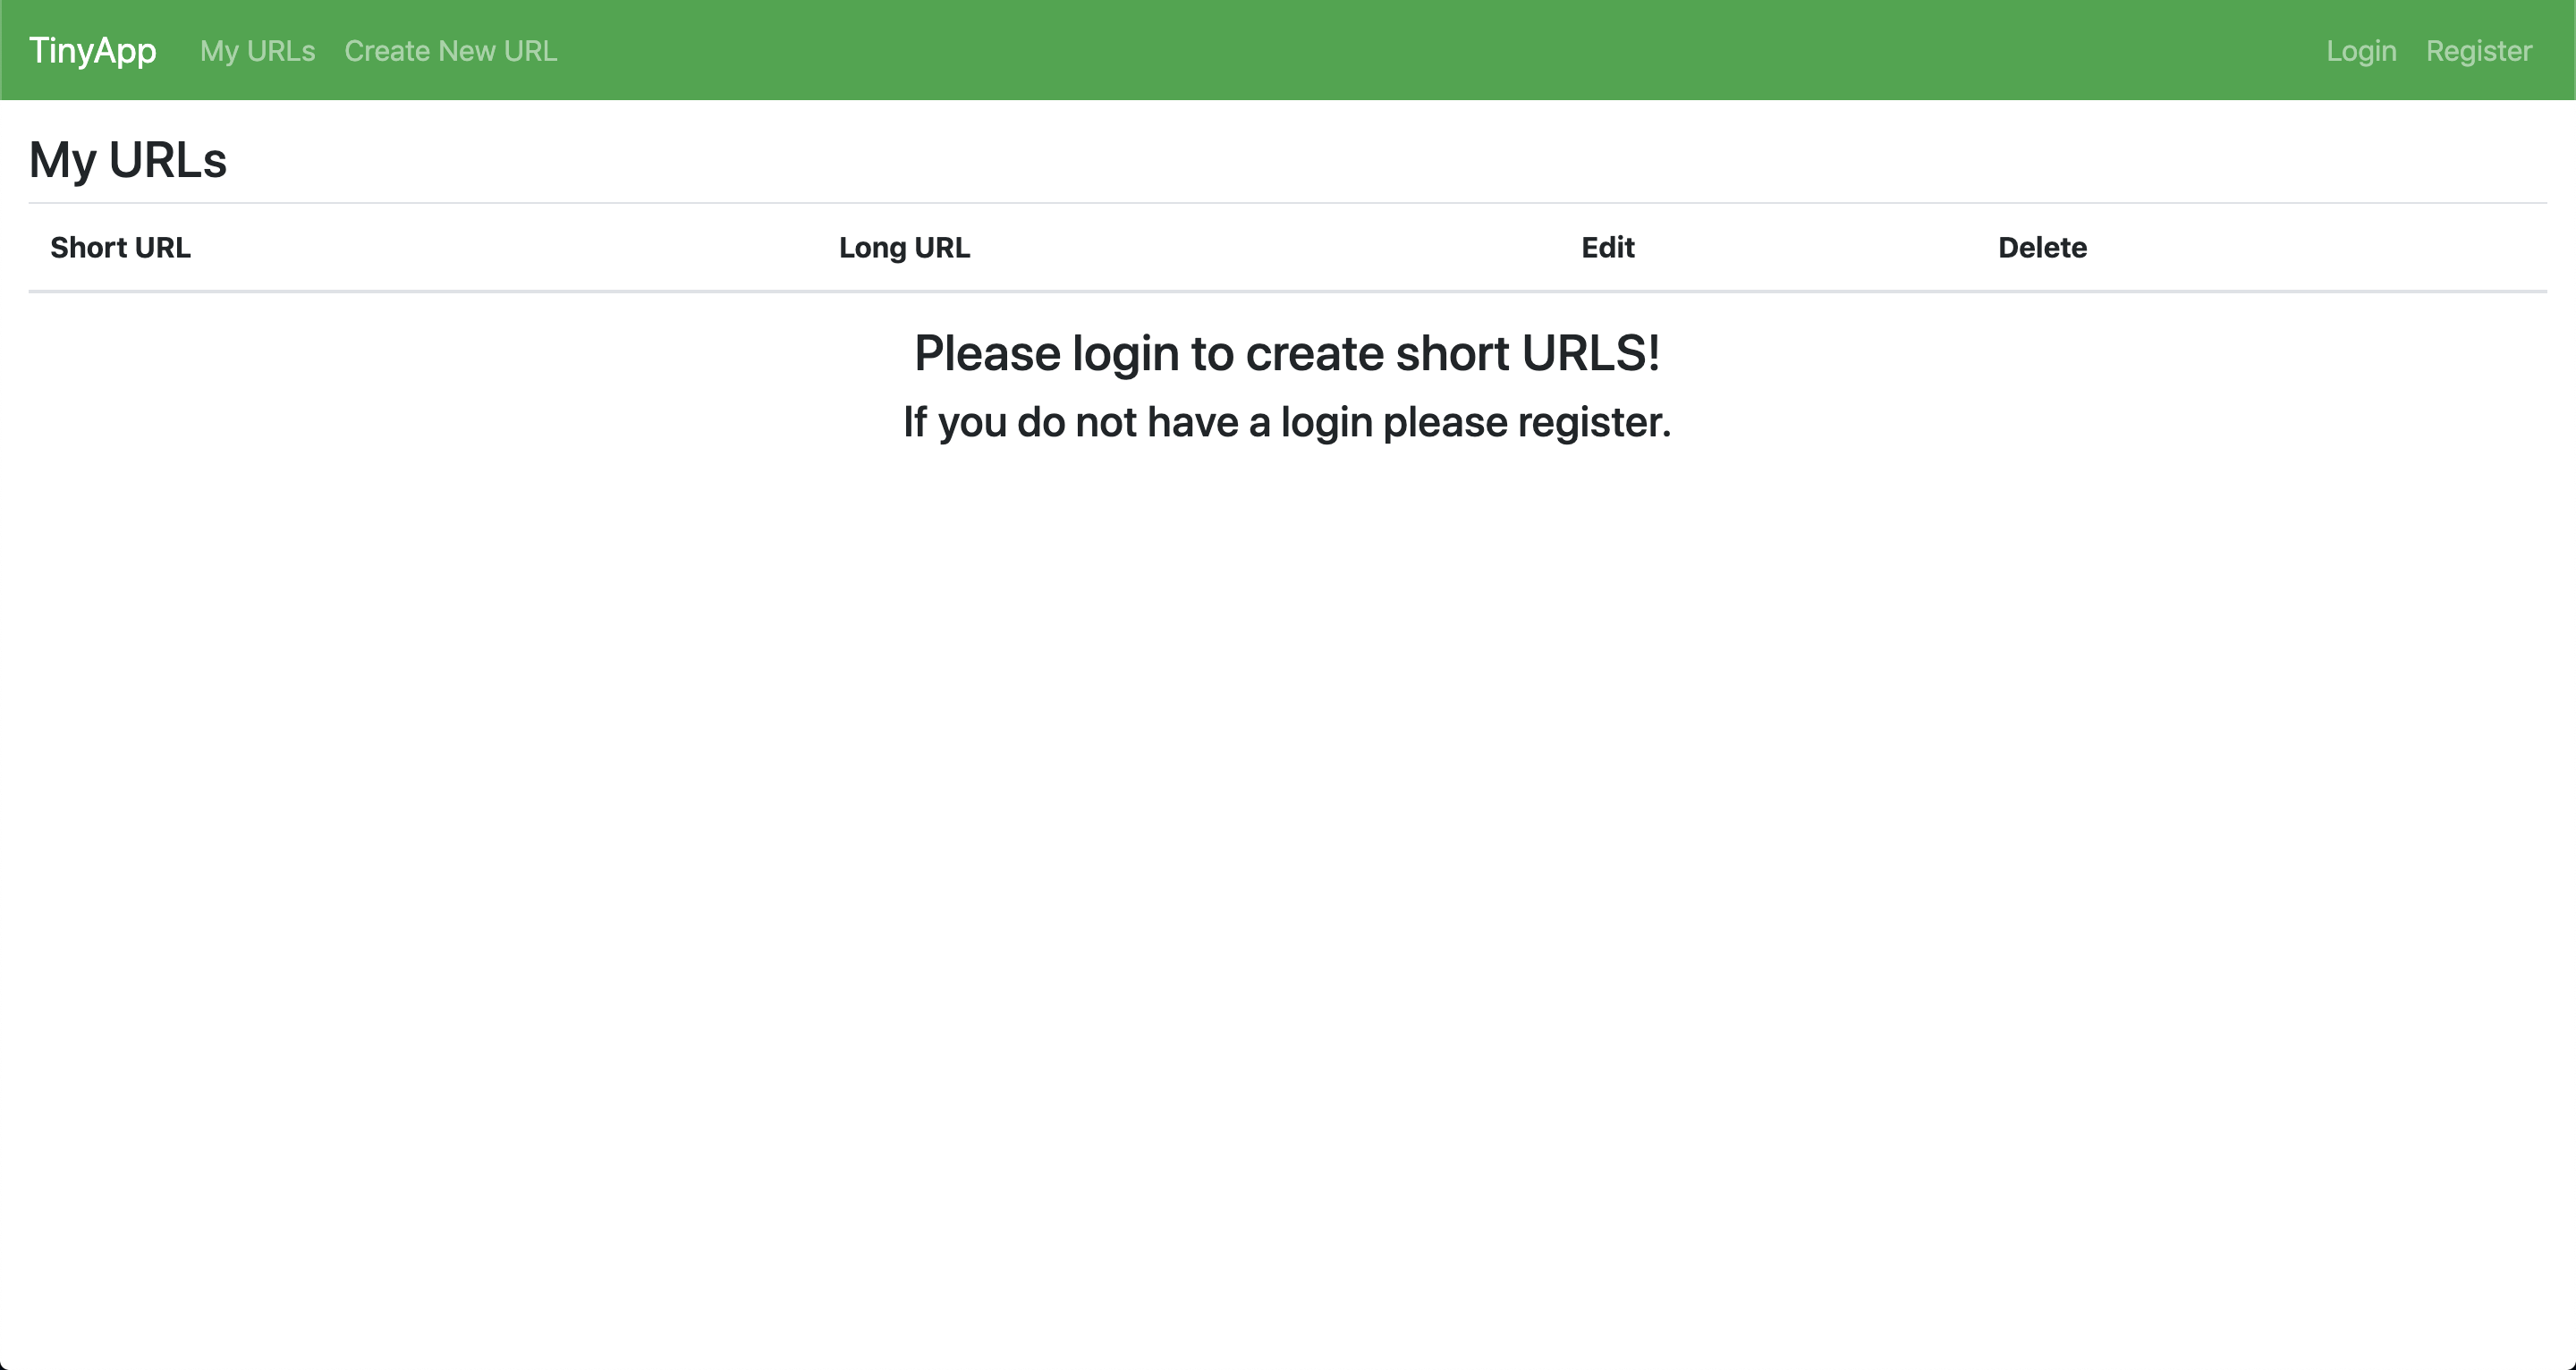 TinyApp My URLs Create New URL Login Register
My URLs
Short URL Long URL Edit Delete
Please login to create short URLS!
If you do not have a login please register.